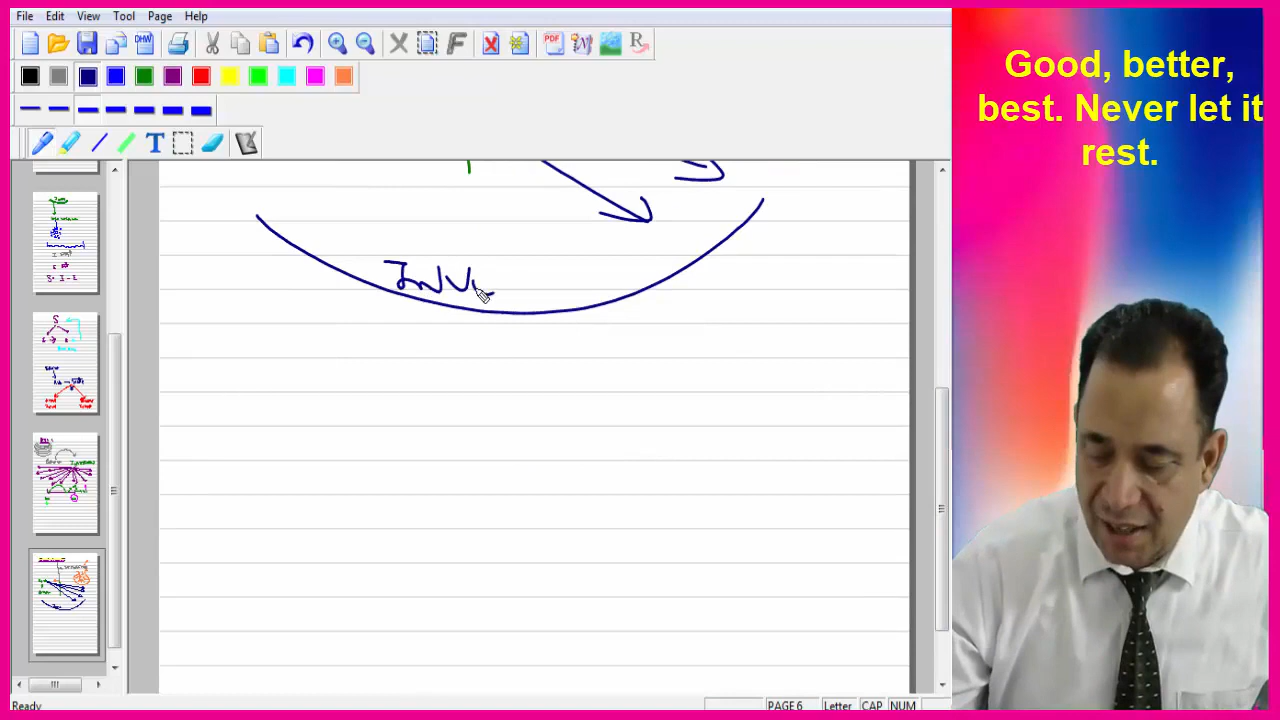 File Edit View Tool Page Help
Good, better,
best. Never let it
rest.
INV
Ready
PAGE 6 Letter CAP NUM